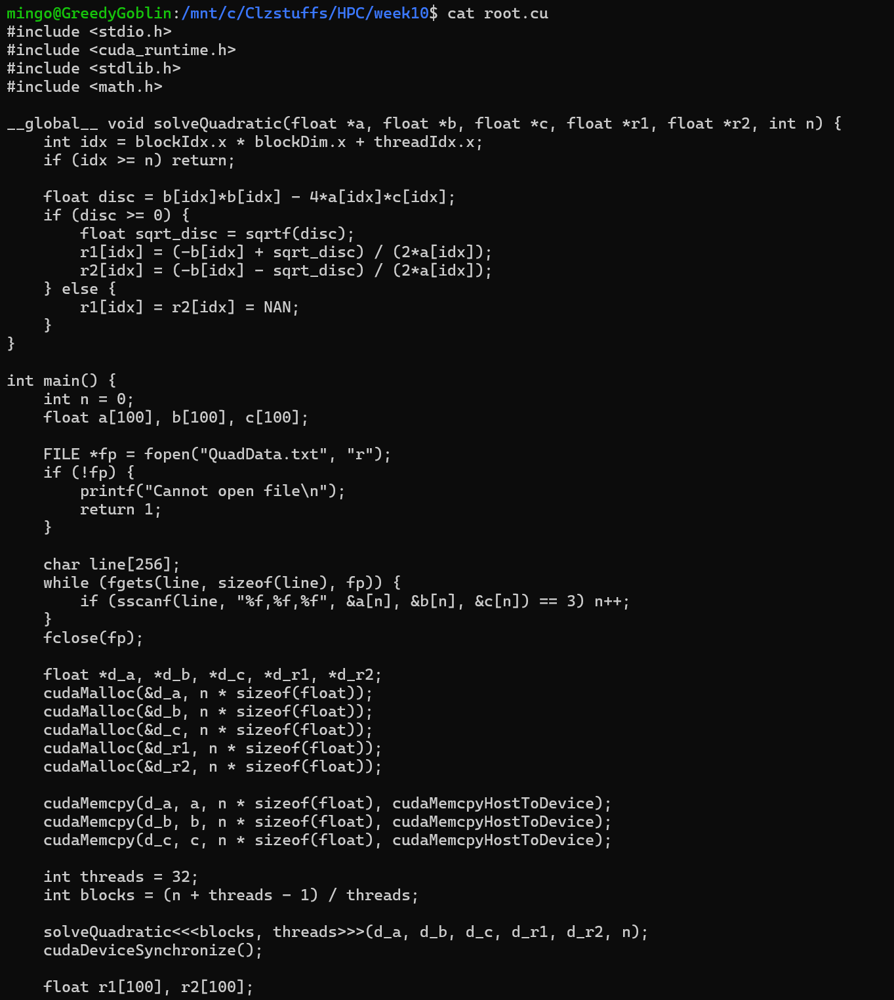 mingo@GreedyGoblin:/mnt/c/Clzstuffs/HPC/week10$ cat root.cu
#include <stdio.h>
#include <cuda_runtime.h>
#include <stdlib.h>
#include <math.h>

__global__ void solveQuadratic(float *a, float *b, float *c, float *r1, float *r2, int n) {
    int idx = blockIdx.x * blockDim.x + threadIdx.x;
    if (idx >= n) return;

    float disc = b[idx]*b[idx] - 4*a[idx]*c[idx];
    if (disc >= 0) {
        float sqrt_disc = sqrtf(disc);
        r1[idx] = (-b[idx] + sqrt_disc) / (2*a[idx]);
        r2[idx] = (-b[idx] - sqrt_disc) / (2*a[idx]);
    } else {
        r1[idx] = r2[idx] = NAN;
    }
}

int main() {
    int n = 0;
    float a[100], b[100], c[100];

    FILE *fp = fopen("QuadData.txt", "r");
    if (!fp) {
        printf("Cannot open file\n");
        return 1;
    }

    char line[256];
    while (fgets(line, sizeof(line), fp)) {
        if (sscanf(line, "%f,%f,%f", &a[n], &b[n], &c[n]) == 3) n++;
    }
    fclose(fp);

    float *d_a, *d_b, *d_c, *d_r1, *d_r2;
    cudaMalloc(&d_a, n * sizeof(float));
    cudaMalloc(&d_b, n * sizeof(float));
    cudaMalloc(&d_c, n * sizeof(float));
    cudaMalloc(&d_r1, n * sizeof(float));
    cudaMalloc(&d_r2, n * sizeof(float));

    cudaMemcpy(d_a, a, n * sizeof(float), cudaMemcpyHostToDevice);
    cudaMemcpy(d_b, b, n * sizeof(float), cudaMemcpyHostToDevice);
    cudaMemcpy(d_c, c, n * sizeof(float), cudaMemcpyHostToDevice);

    int threads = 32;
    int blocks = (n + threads - 1) / threads;

    solveQuadratic<<<blocks, threads>>>(d_a, d_b, d_c, d_r1, d_r2, n);
    cudaDeviceSynchronize();

    float r1[100], r2[100];